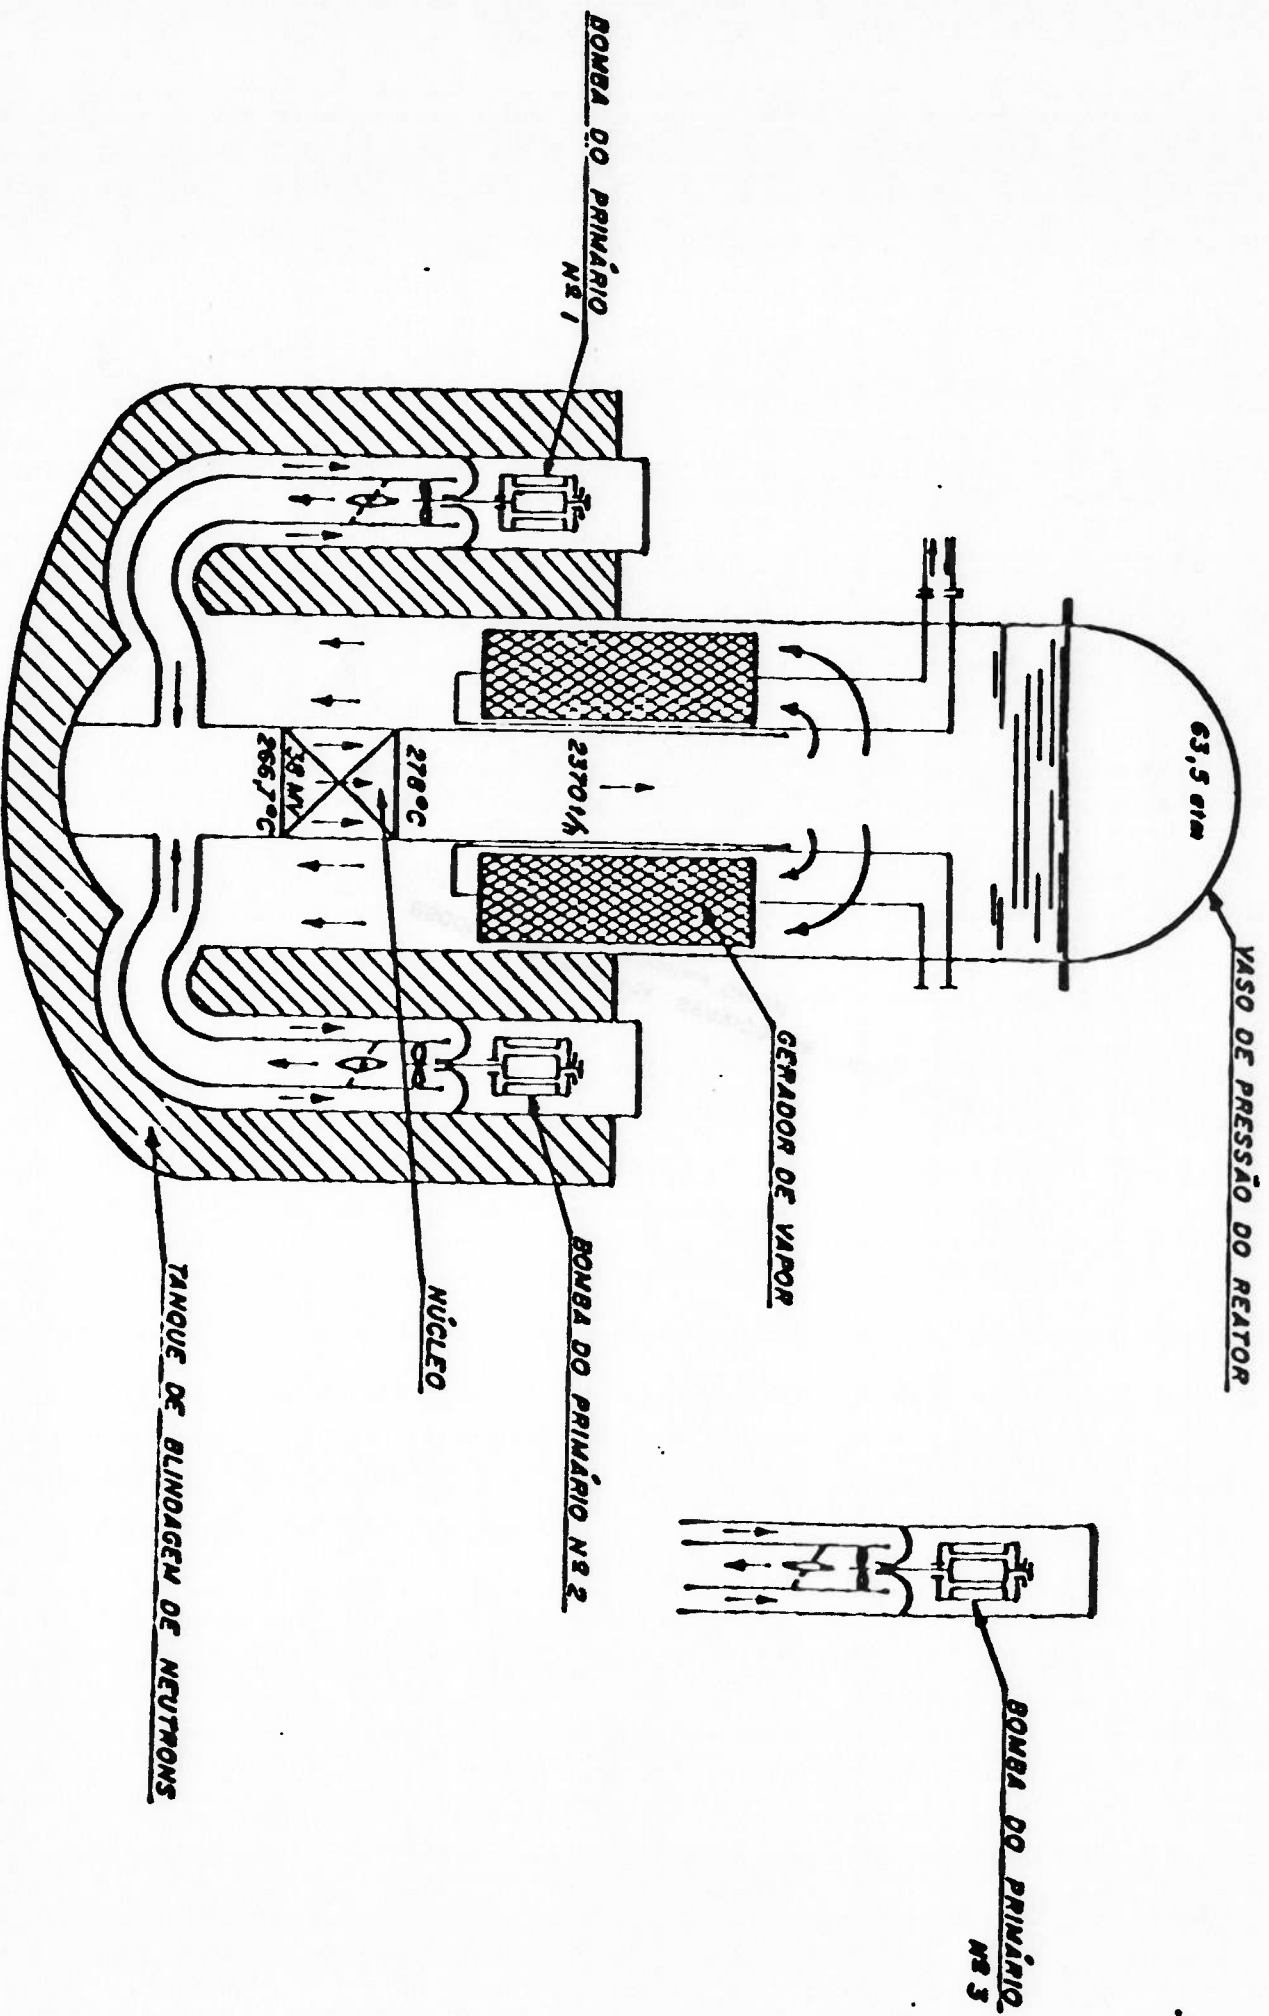 63,5 atm
VASO DE PRESSÃO DO REATOR
GERADOR DE VAPOR
BOMBA DO PRIMÁRIO
Nº 1
2370 t/h
278°C
38 MW
266,7°C
NÚCLEO
BOMBA DO PRIMÁRIO Nº 2
TANQUE DE BLINDAGEM DE NEUTRONS
BOMBA DO PRIMÁRIO
Nº 3